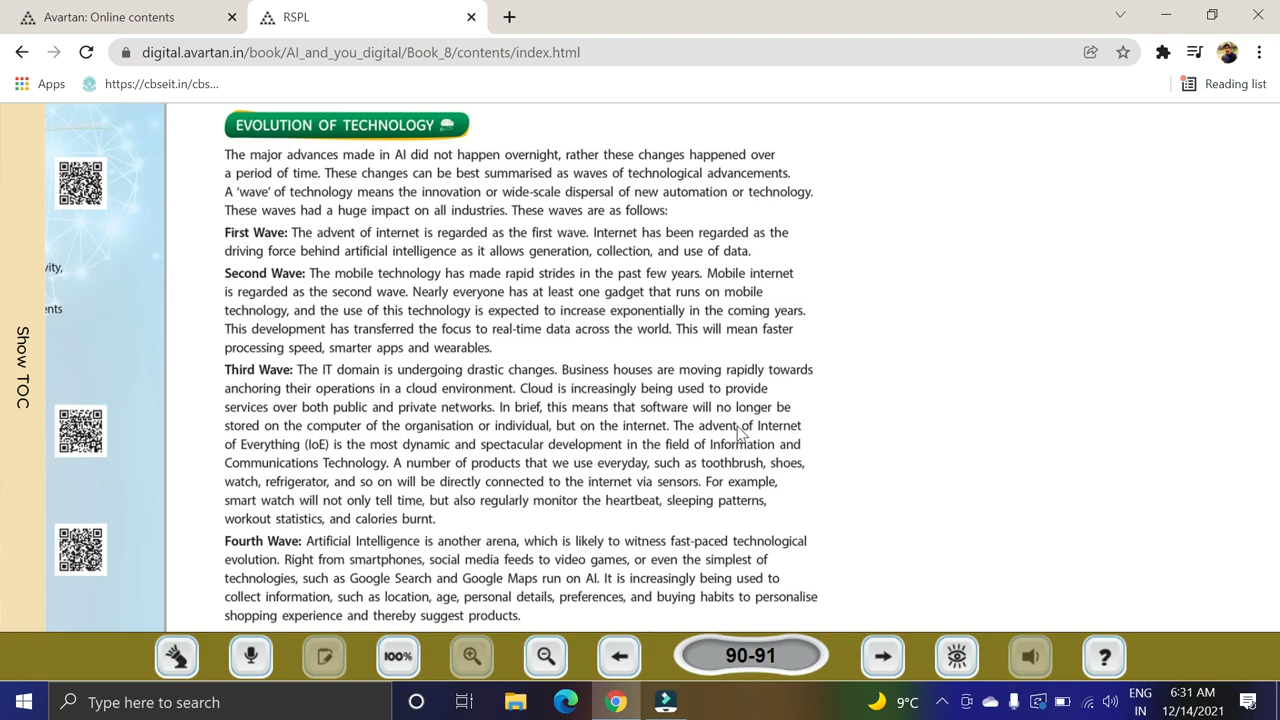 Avartan: Online contents
RSPL
digital.avartan.in/book/AI_and_you_digital/Book_8/contents/index.html
Apps
https://cbseit.in/cbs...
Reading list
EVOLUTION OF TECHNOLOGY
The major advances made in AI did not happen overnight, rather these changes happened over
a period of time. These changes can be best summarised as waves of technological advancements.
A ‘wave’ of technology means the innovation or wide-scale dispersal of new automation or technology.
These waves had a huge impact on all industries. These waves are as follows:
First Wave: The advent of internet is regarded as the first wave. Internet has been regarded as the
driving force behind artificial intelligence as it allows generation, collection, and use of data.
Second Wave: The mobile technology has made rapid strides in the past few years. Mobile internet
is regarded as the second wave. Nearly everyone has at least one gadget that runs on mobile
technology, and the use of this technology is expected to increase exponentially in the coming years.
This development has transferred the focus to real-time data across the world. This will mean faster
processing speed, smarter apps and wearables.
Third Wave: The IT domain is undergoing drastic changes. Business houses are moving rapidly towards
anchoring their operations in a cloud environment. Cloud is increasingly being used to provide
services over both public and private networks. In brief, this means that software will no longer be
stored on the computer of the organisation or individual, but on the internet. The advent of Internet
of Everything (IoE) is the most dynamic and spectacular development in the field of Information and
Communications Technology. A number of products that we use everyday, such as toothbrush, shoes,
watch, refrigerator, and so on will be directly connected to the internet via sensors. For example,
smart watch will not only tell time, but also regularly monitor the heartbeat, sleeping patterns,
workout statistics, and calories burnt.
Fourth Wave: Artificial Intelligence is another arena, which is likely to witness fast-paced technological
evolution. Right from smartphones, social media feeds to video games, or even the simplest of
technologies, such as Google Search and Google Maps run on AI. It is increasingly being used to
collect information, such as location, age, personal details, preferences, and buying habits to personalise
shopping experience and thereby suggest products.
vity,
ents
Show TOC
100%
90-91
?
Type here to search
9°C
ENG
IN
6:31 AM
12/14/2021